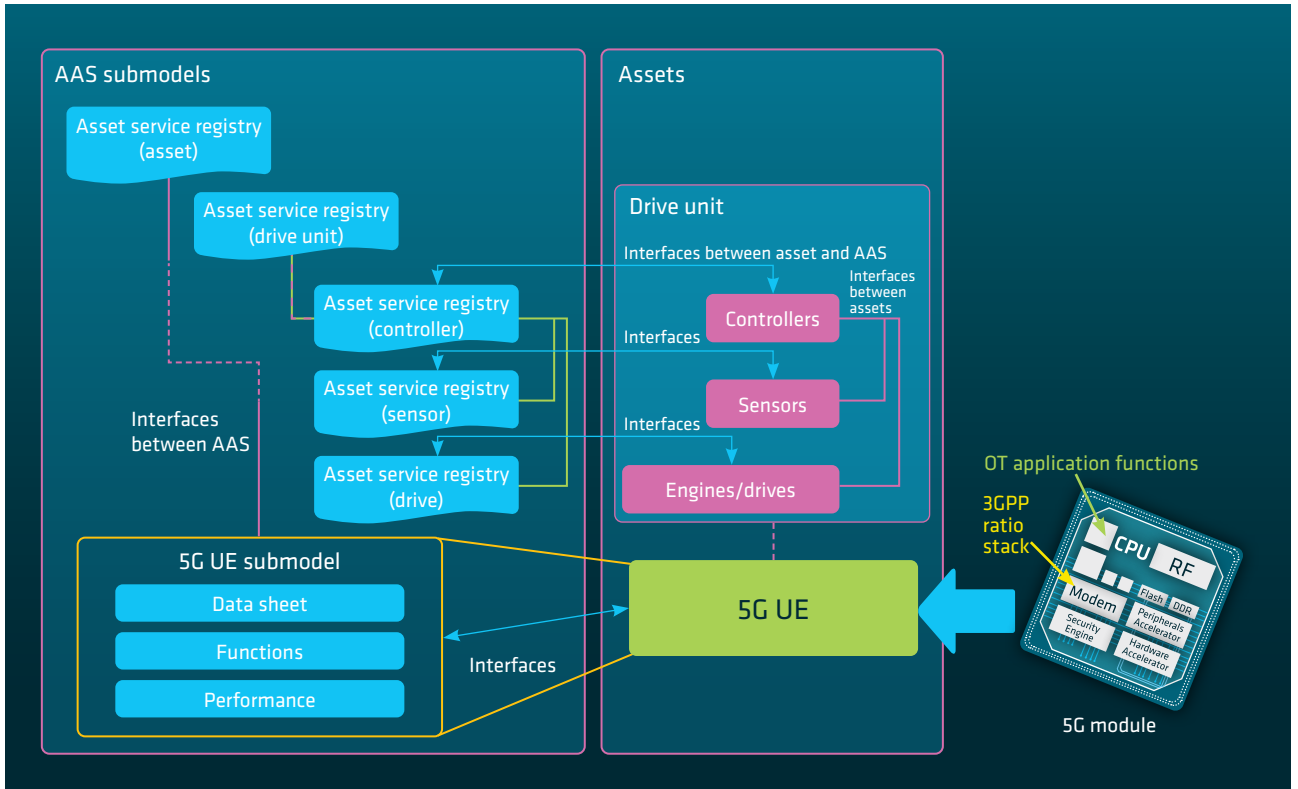 AAS submodels
Asset service registry
(asset)
Asset service registry
(drive unit)
Asset service registry
(controller)
Asset service registry
(sensor)
Asset service registry
(drive)
Interfaces
between AAS
5G UE submodel
Data sheet
Functions
Performance
Interfaces
Assets
Drive unit
Interfaces between asset and AAS
Interfaces
between
assets
Controllers
Interfaces
Sensors
Interfaces
Engines/drives
5G UE
OT application functions
3GPP
ratio
stack
CPU
RF
Modem
Flash
DDR
Peripherals
Accelerator
Security
Engine
Hardware
Accelerator
5G module